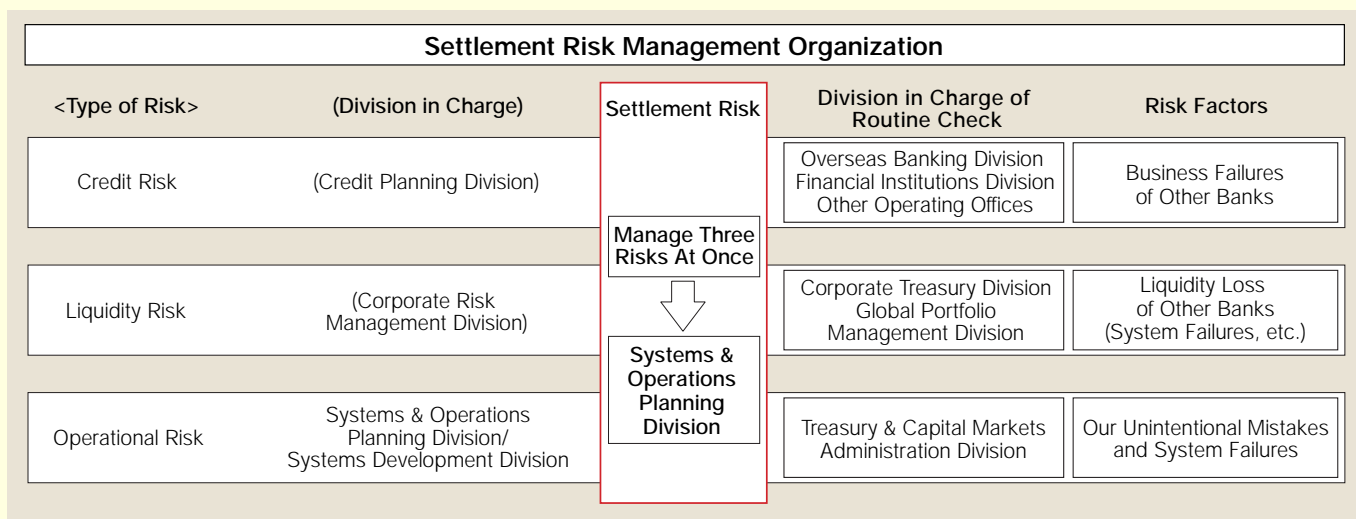 Settlement Risk Management Organization
<Type of Risk>
(Division in Charge)
Settlement Risk
Division in Charge of
Routine Check
Risk Factors
Credit Risk
(Credit Planning Division)
Overseas Banking Division
Financial Institutions Division
Other Operating Offices
Business Failures
of Other Banks
Manage Three
Risks At Once
Liquidity Risk
(Corporate Risk
Management Division)
Corporate Treasury Division
Global Portfolio
Management Division
Liquidity Loss
of Other Banks
(System Failures, etc.)
Systems &
Operations
Planning
Division
Operational Risk
Systems & Operations
Planning Division/
Systems Development Division
Treasury & Capital Markets
Administration Division
Our Unintentional Mistakes
and System Failures